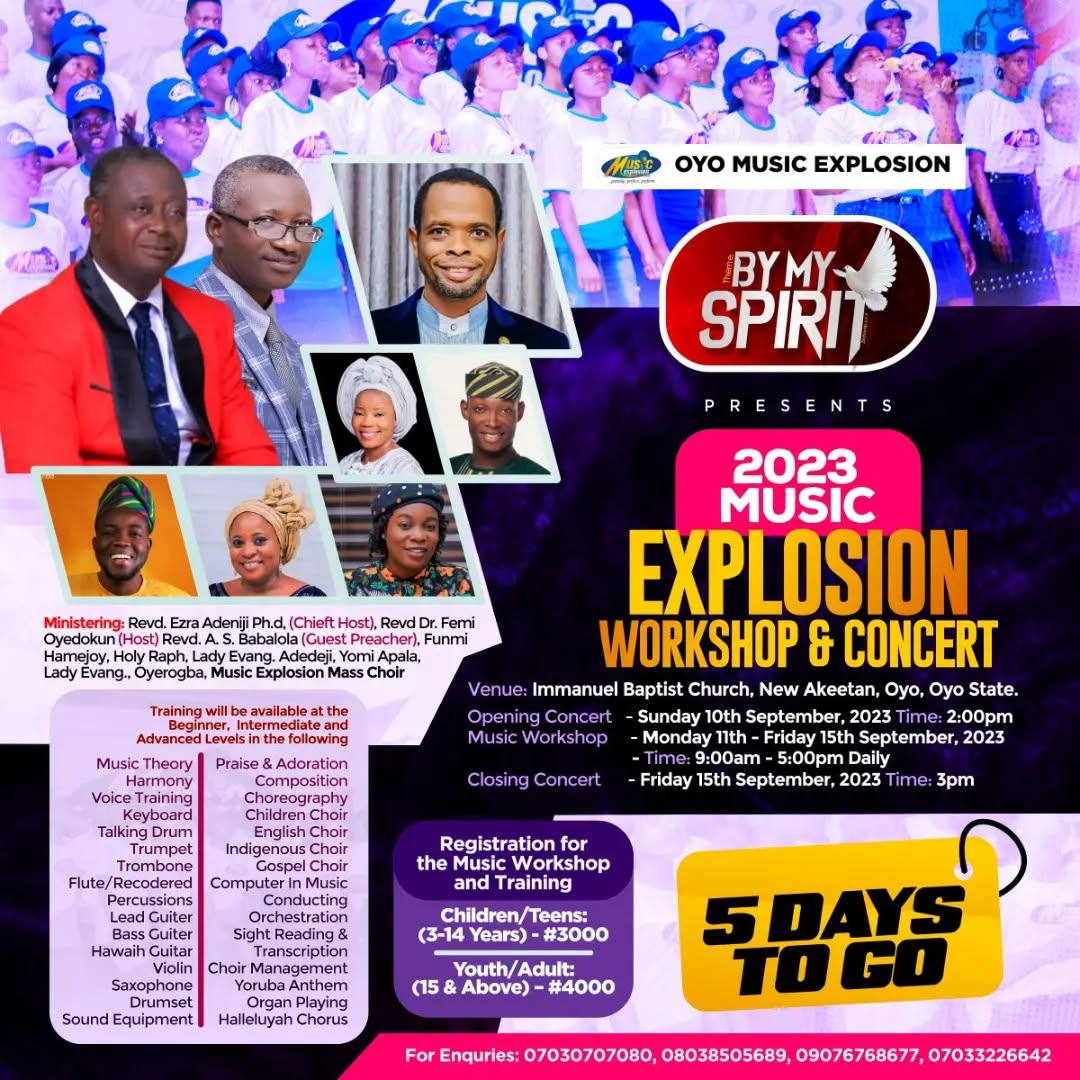 Music
Explosion
OYO MUSIC EXPLOSION
Theme:
BY MY
SPIRIT
PRESENTS
2023
MUSIC
EXPLOSION
WORKSHOP & CONCERT
Venue: Immanuel Baptist Church, New Akeetan, Oyo, Oyo State.
Opening Concert - Sunday 10th September, 2023 Time: 2:00pm
Music Workshop - Monday 11th - Friday 15th September, 2023
- Time: 9:00am - 5:00pm Daily
Closing Concert - Friday 15th September, 2023 Time: 3pm
Ministering: Revd. Ezra Adeniji Ph.d, (Chieft Host), Revd Dr. Femi
Oyedokun (Host) Revd. A. S. Babalola (Guest Preacher), Funmi
Hamejoy, Holy Raph, Lady Evang. Adedeji, Yomi Apala,
Lady Evang., Oyerogba, Music Explosion Mass Choir
Training will be available at the
Beginner, Intermediate and
Advanced Levels in the following
Music Theory
Harmony
Voice Training
Keyboard
Talking Drum
Trumpet
Trombone
Flute/Recodered
Percussions
Lead Guiter
Bass Guiter
Hawaih Guitar
Violin
Saxophone
Drumset
Sound Equipment
Praise & Adoration
Composition
Choreography
Children Choir
English Choir
Indigenous Choir
Gospel Choir
Computer In Music
Conducting
Orchestration
Sight Reading &
Transcription
Choir Management
Yoruba Anthem
Organ Playing
Halleluyah Chorus
Registration for
the Music Workshop
and Training
Children/Teens:
(3-14 Years) - #3000
Youth/Adult:
(15 & Above) - #4000
5 DAYS
TO GO
For Enquries: 07030707080, 08038505689, 09076768677, 07033226642